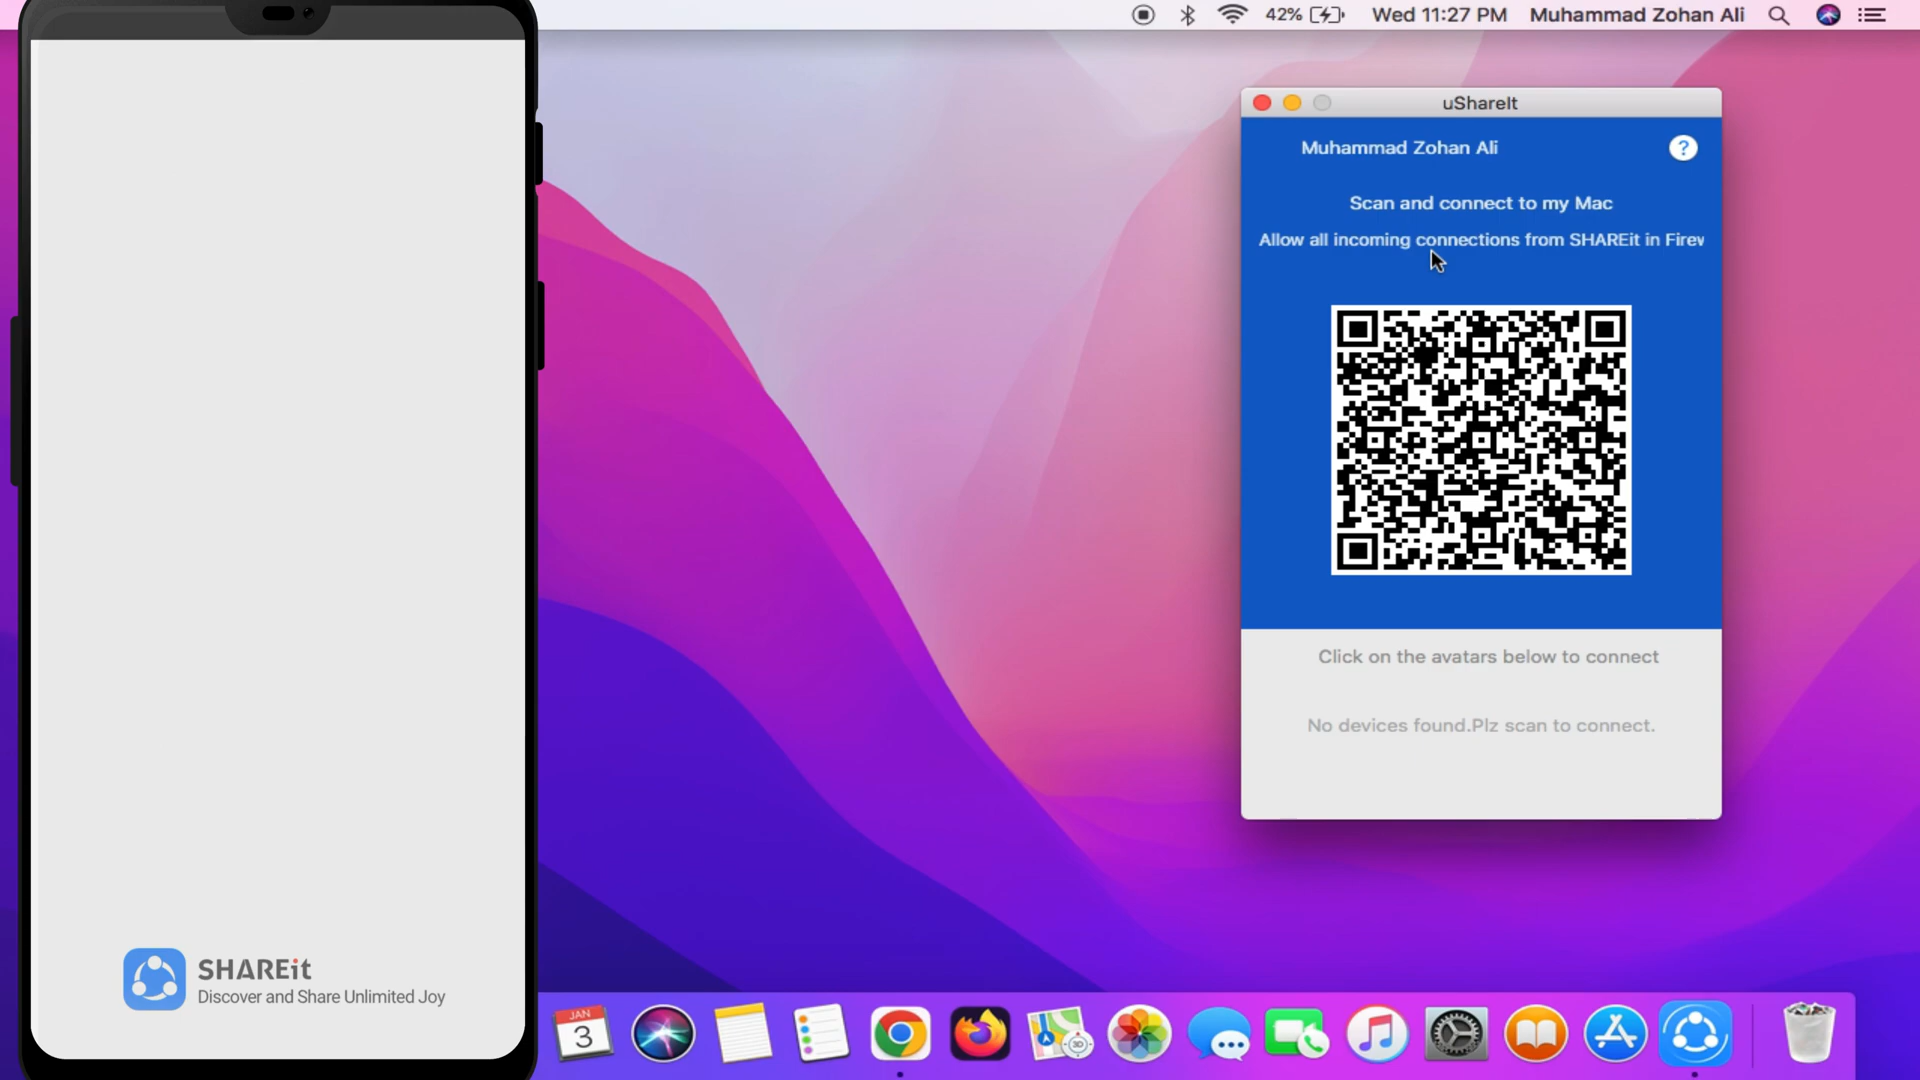 42%
Wed 11:27 PM
Muhammad Zohan Ali
uShareIt
Muhammad Zohan Ali
?
Scan and connect to my Mac
Allow all incoming connections from SHAREit in Firew
Click on the avatars below to connect
No devices found.Plz scan to connect.
SHAREit
Discover and Share Unlimited Joy
JAN
3
3D